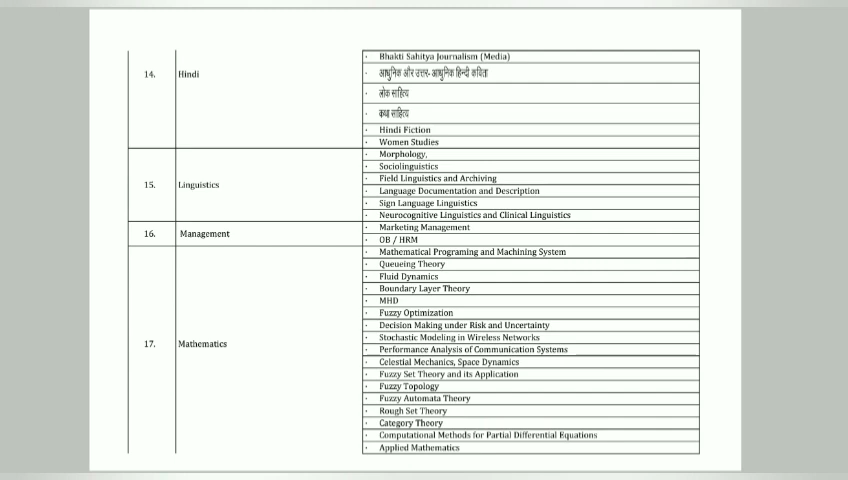 Bhakti Sahitya Journalism (Media)
14. Hindi
आधुनिक और उत्तर- आधुनिक हिन्दी कविता
लोक साहित्य
कथा साहित्य
Hindi Fiction
Women Studies
Morphology,
Sociolinguistics
Field Linguistics and Archiving
15. Linguistics
Language Documentation and Description
Sign Language Linguistics
Neurocognitive Linguistics and Clinical Linguistics
16. Management
Marketing Management
OB / HRM
Mathematical Programing and Machining System
Queueing Theory
Fluid Dynamics
Boundary Layer Theory
MHD
Fuzzy Optimization
Decision Making under Risk and Uncertainty
Stochastic Modeling in Wireless Networks
17. Mathematics
Performance Analysis of Communication Systems
Celestial Mechanics, Space Dynamics
Fuzzy Set Theory and its Application
Fuzzy Topology
Fuzzy Automata Theory
Rough Set Theory
Category Theory
Computational Methods for Partial Differential Equations
Applied Mathematics